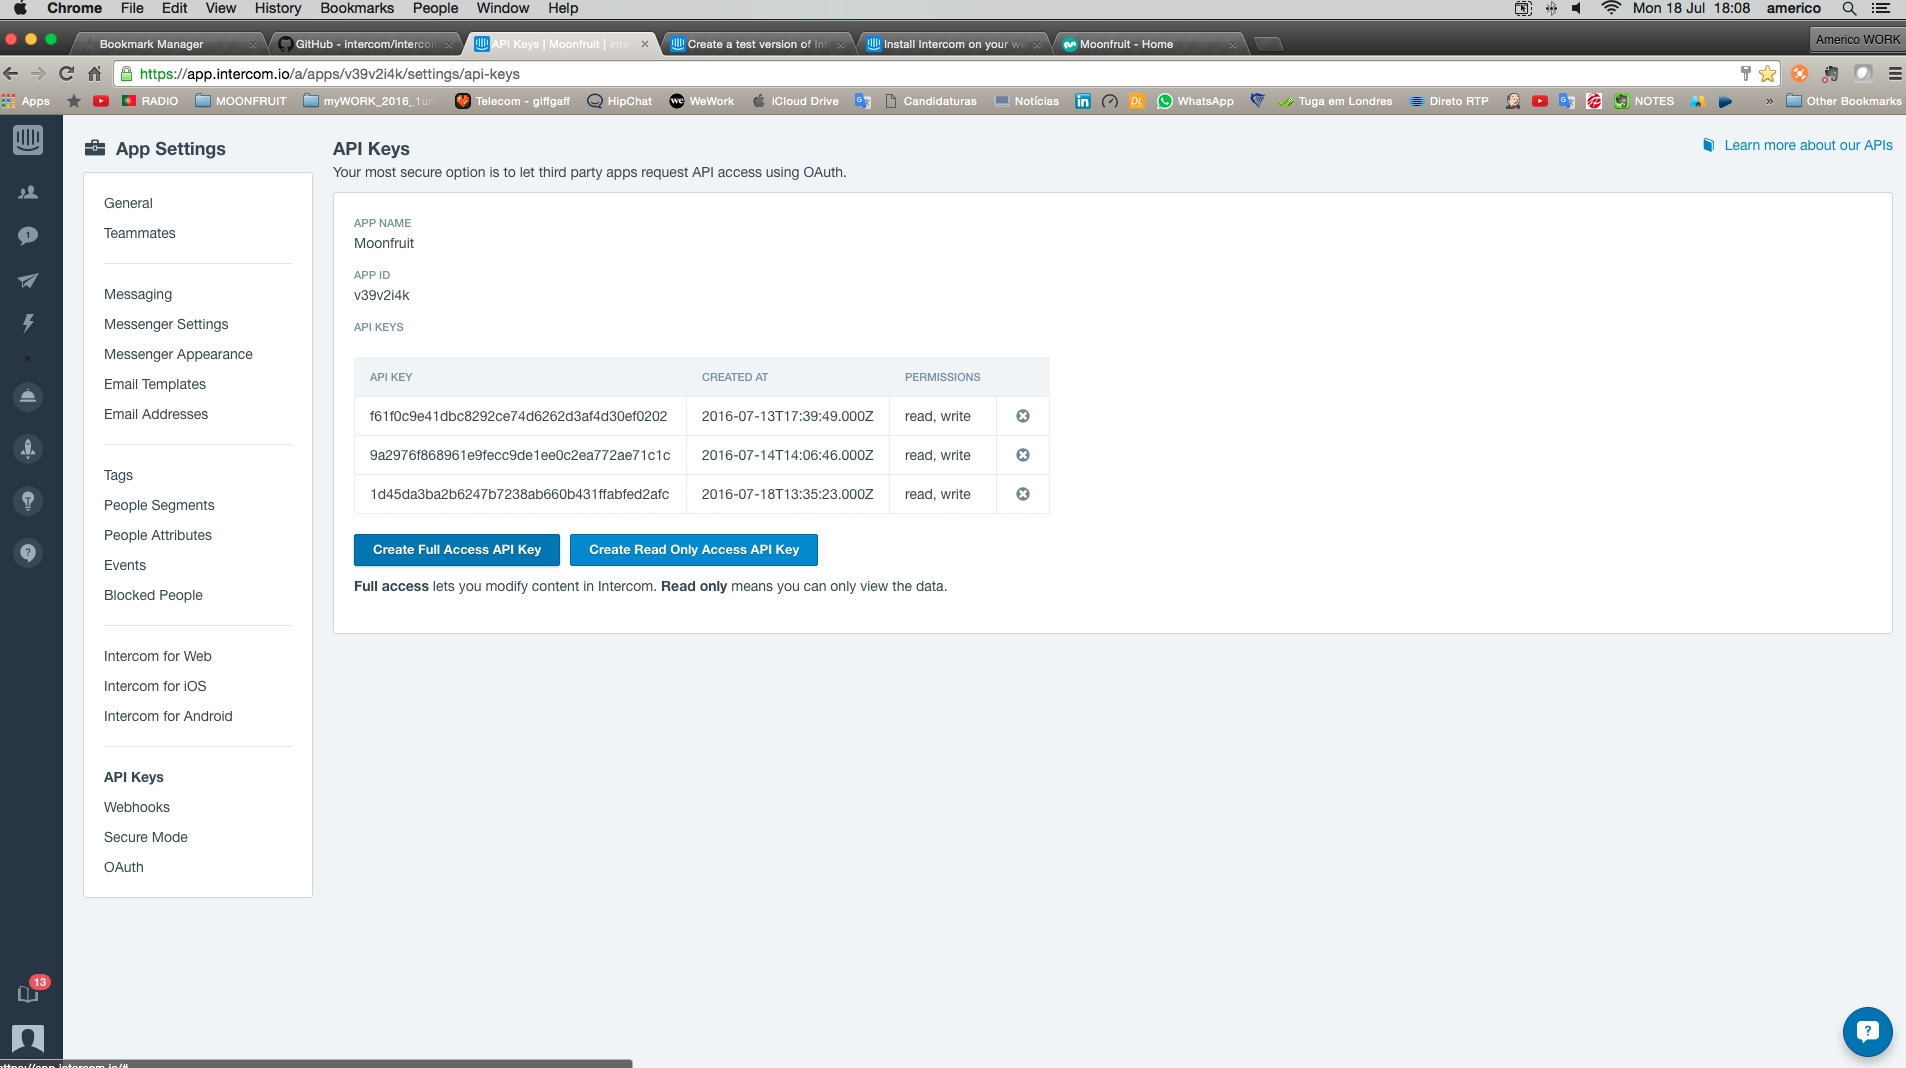 Chrome File Edit View History Bookmarks People Window Help Mon 18 Jul 18:08 americo
Bookmark Manager GitHub - intercom/interco API Keys | Moonfruit | Inte Create a test version of Int Install Intercom on your w Moonfruit - Home Americo WORK
https://app.intercom.io/a/apps/v39v2i4k/settings/api-keys
Apps RADIO MOONFRUIT myWORK_2016_1un Telecom - giffgaff HipChat we WeWork iCloud Drive Candidaturas Notícias in DL WhatsApp Tuga em Londres Direto RTP NOTES » Other Bookmarks
App Settings
General
Teammates
Messaging
Messenger Settings
Messenger Appearance
Email Templates
Email Addresses
Tags
People Segments
People Attributes
Events
Blocked People
Intercom for Web
Intercom for iOS
Intercom for Android
API Keys
Webhooks
Secure Mode
OAuth
1
13
API Keys
Learn more about our APIs
Your most secure option is to let third party apps request API access using OAuth.
APP NAME
Moonfruit
APP ID
v39v2i4k
API KEYS
API KEY CREATED AT PERMISSIONS
f61f0c9e41dbc8292ce74d6262d3af4d30ef0202 2016-07-13T17:39:49.000Z read, write
9a2976f868961e9fecc9de1ee0c2ea772ae71c1c 2016-07-14T14:06:46.000Z read, write
1d45da3ba2b6247b7238ab660b431ffabfed2afc 2016-07-18T13:35:23.000Z read, write
Create Full Access API Key Create Read Only Access API Key
Full access lets you modify content in Intercom. Read only means you can only view the data.
https://app.intercom.io/#